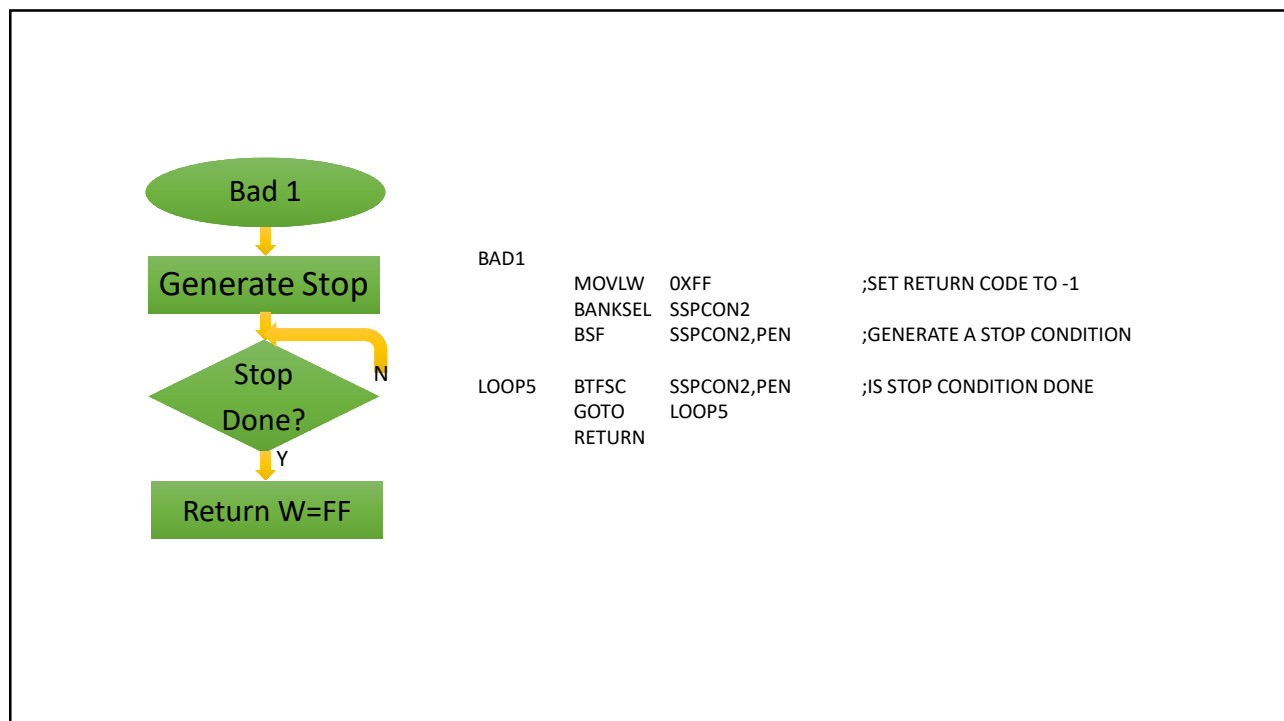 Bad 1
Generate Stop
Stop
Done?
N
Y
Return W=FF
BAD1
MOVLW 0XFF ;SET RETURN CODE TO -1
BANKSEL SSPCON2
BSF SSPCON2,PEN ;GENERATE A STOP CONDITION
LOOP5 BTFSC SSPCON2,PEN ;IS STOP CONDITION DONE
GOTO LOOP5
RETURN